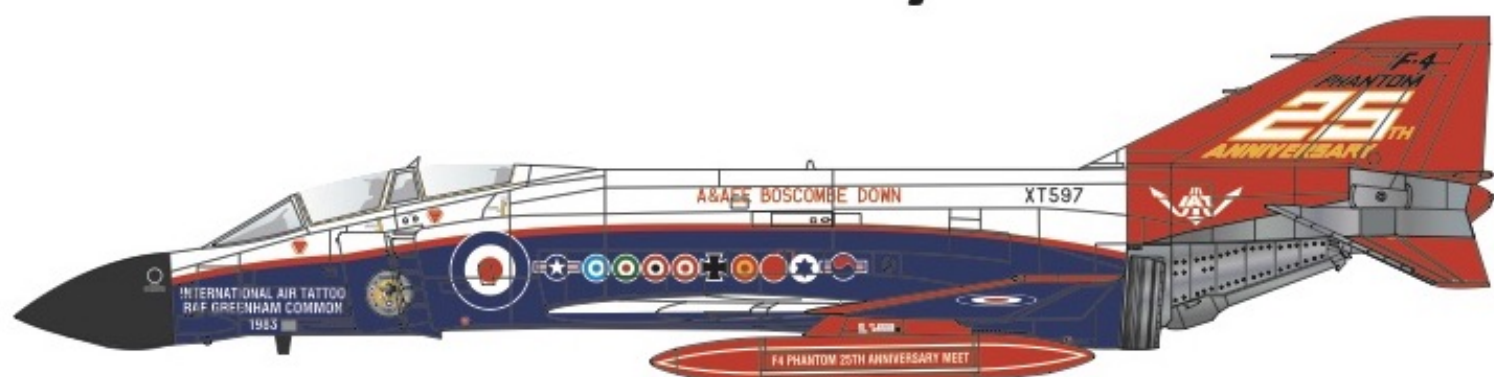 F-4
PHANTOM
25TH
ANNIVERSARY
A&AEE BOSCOMBE DOWN
XT597
INTERNATIONAL AIR TATTOO
RAF GREENHAM COMMON
1983
F4 PHANTOM 25TH ANNIVERSARY MEET